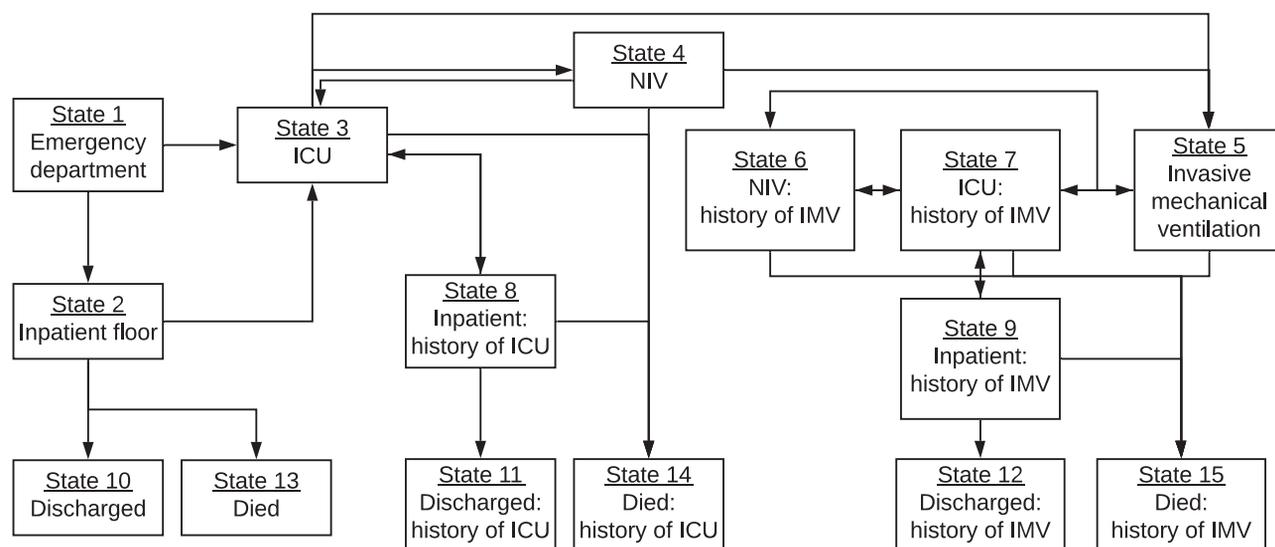 State 1
Emergency
department
State 2
Inpatient floor
State 3
ICU
State 4
NIV
State 5
Invasive
mechanical
ventilation
State 6
NIV:
history of IMV
State 7
ICU:
history of IMV
State 8
Inpatient:
history of ICU
State 9
Inpatient:
history of IMV
State 10
Discharged
State 13
Died
State 11
Discharged:
history of ICU
State 14
Died:
history of ICU
State 12
Discharged:
history of IMV
State 15
Died:
history of IMV